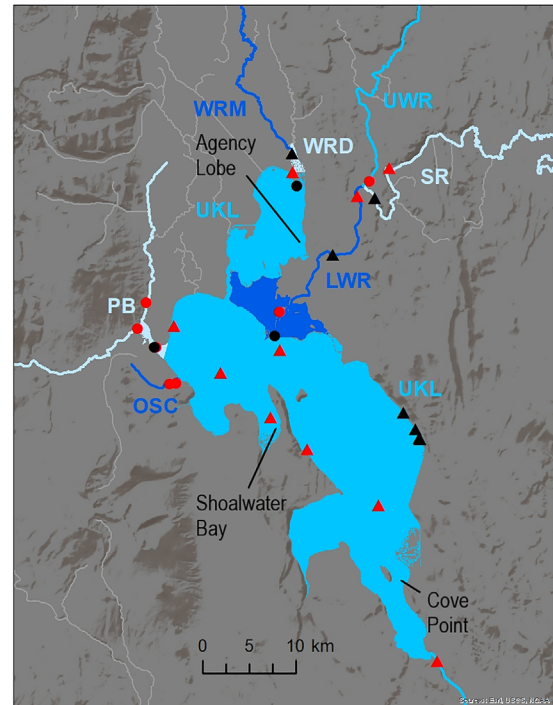 WRM
UWR
Agency
Lobe
WRD
SR
UKL
LWR
PB
OSC
UKL
Shoalwater
Bay
Cove
Point
0 5 10 km
Sources: Esri, USGS, NOAA